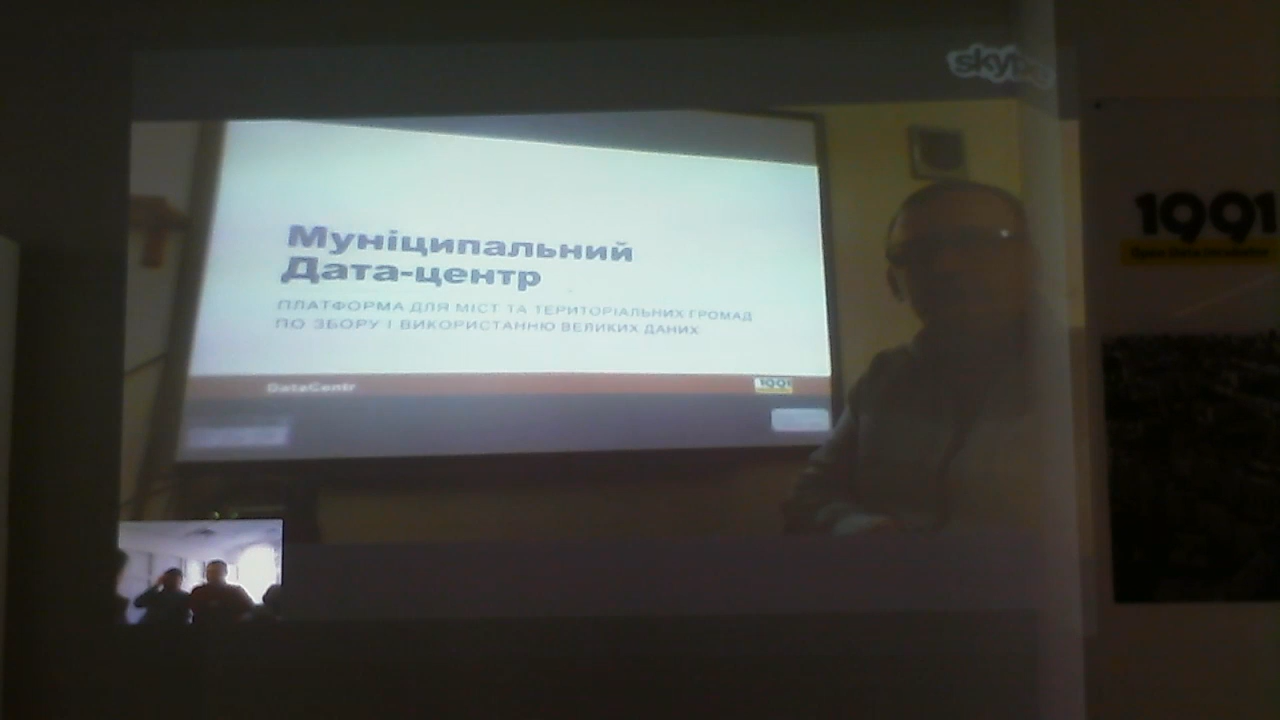 skype
Муніципальний
Дата-центр
ПЛАТФОРМА ДЛЯ МІСТ ТА ТЕРИТОРІАЛЬНИХ ГРОМАД
ПО ЗБОРУ І ВИКОРИСТАННЮ ВЕЛИКИХ ДАНИХ
DataCentr
1991
1991